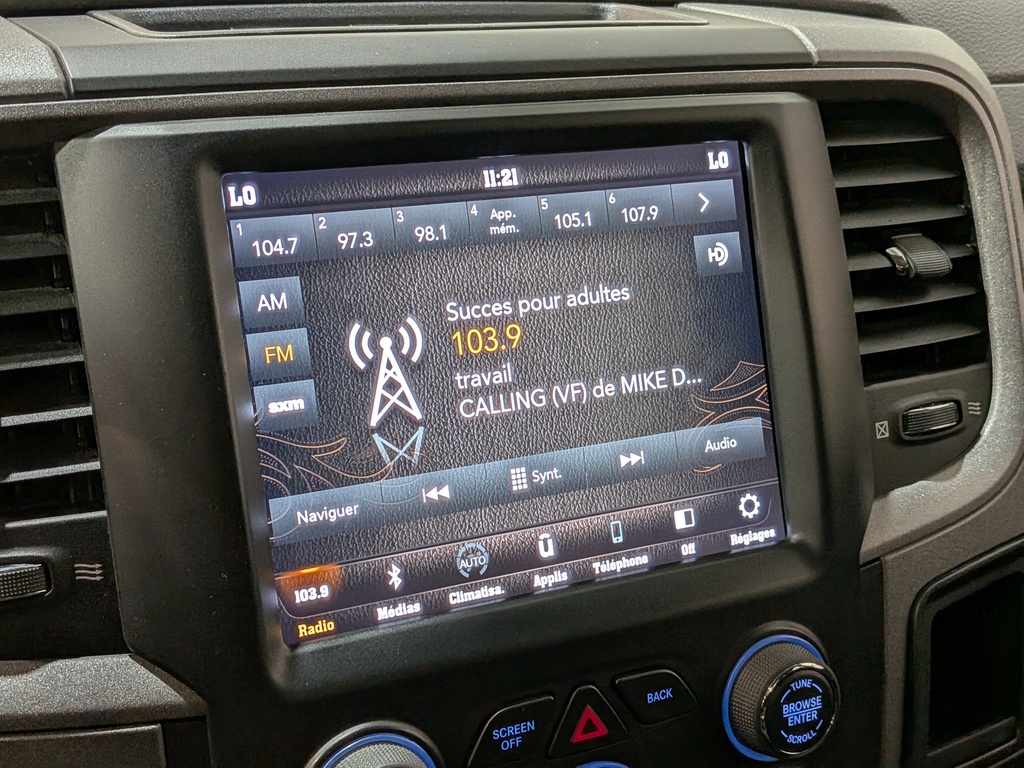 LO 11:21 LO
1 104.7 2 97.3 3 98.1 4 App. mém. 5 105.1 6 107.9
HD
AM
FM
sxm
Succes pour adultes
103.9
travail
CALLING (VF) de MIKE D...
Naviguer Synt. Audio
103.9 AUTO
Radio Médias Climatisa. Applis Téléphone Off Réglages
SCREEN
OFF
BACK
TUNE
BROWSE
ENTER
SCROLL